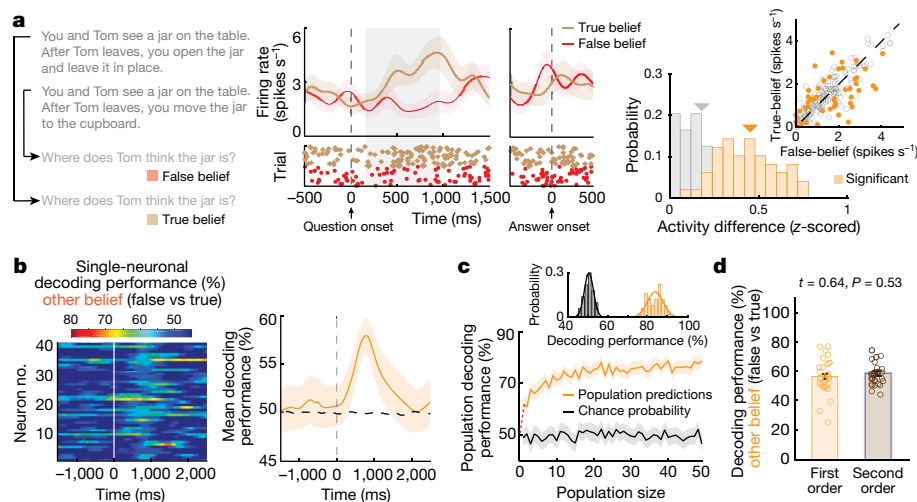 a
You and Tom see a jar on the table.
After Tom leaves, you open the jar
and leave it in place.
You and Tom see a jar on the table.
After Tom leaves, you move the jar
to the cupboard.
Where does Tom think the jar is?
False belief
Where does Tom think the jar is?
True belief
Firing rate
(spikes s⁻¹)
6
3
0
Trial
True belief
False belief
−500 0 500 1,000 1,500
Time (ms)
Question onset
−500 0 500
Answer onset
Probability
0.3
0.2
0.1
0
0 0.5 1
Activity difference (z-scored)
Significant
True-belief (spikes s⁻¹)
4
2
0
0 2 4
False-belief (spikes s⁻¹)
b
Single-neuronal
decoding performance (%)
other belief (false vs true)
80 70 60 50
Neuron no.
40
30
20
10
−1,000 0 1,000 2,000
Time (ms)
Mean decoding
performance (%)
60
55
50
45
−1,000 0 1,000 2,000
Time (ms)
c
Probability
0.3
0
40 60 80 100
Decoding performance (%)
Population decoding
performance (%)
90
70
50
Population predictions
Chance probability
0 10 20 30 40 50
Population size
d
t = 0.64, P = 0.53
Decoding performance (%)
other belief (false vs true)
100
80
60
40
20
0
First
order
Second
order